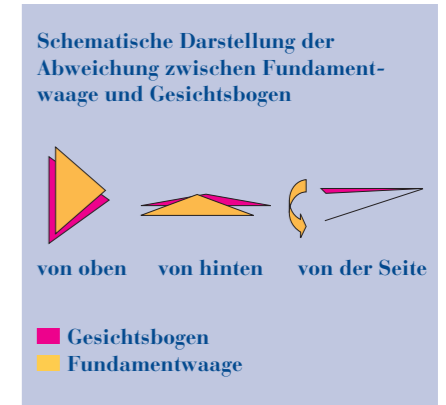 Schematische Darstellung der
Abweichung zwischen Fundament-
waage und Gesichtsbogen
von oben von hinten von der Seite
Gesichtsbogen
Fundamentwaage